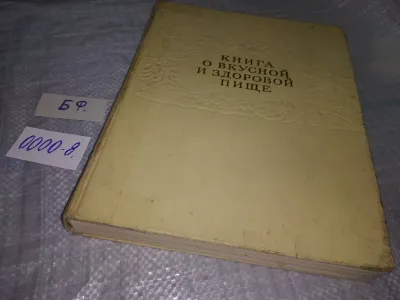 КНИГА
О ВКУСНОЙ
И ЗДОРОВОЙ
ПИЩЕ
БФ.
0000-8.